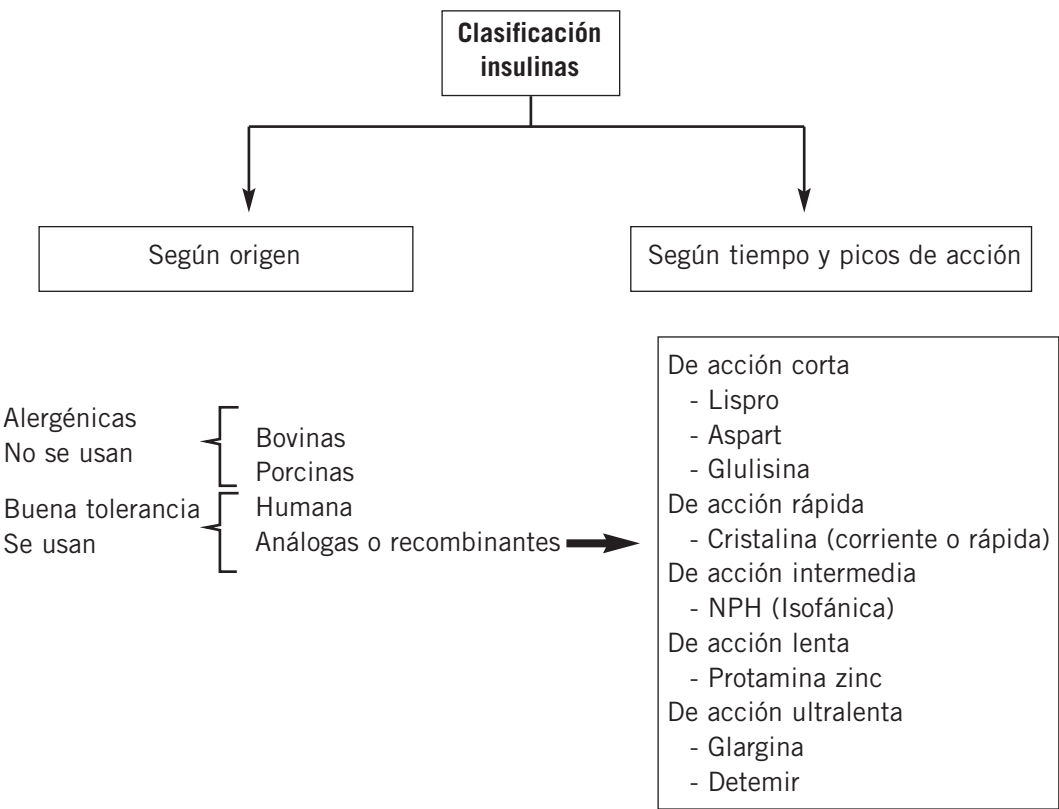 Clasificación
insulinas
Según origen
Según tiempo y picos de acción
Alergénicas
No se usan
Bovinas
Porcinas
Buena tolerancia
Se usan
Humana
Análogas o recombinantes
De acción corta
- Lispro
- Aspart
- Glulisina
De acción rápida
- Cristalina (corriente o rápida)
De acción intermedia
- NPH (Isofánica)
De acción lenta
- Protamina zinc
De acción ultralenta
- Glargina
- Detemir